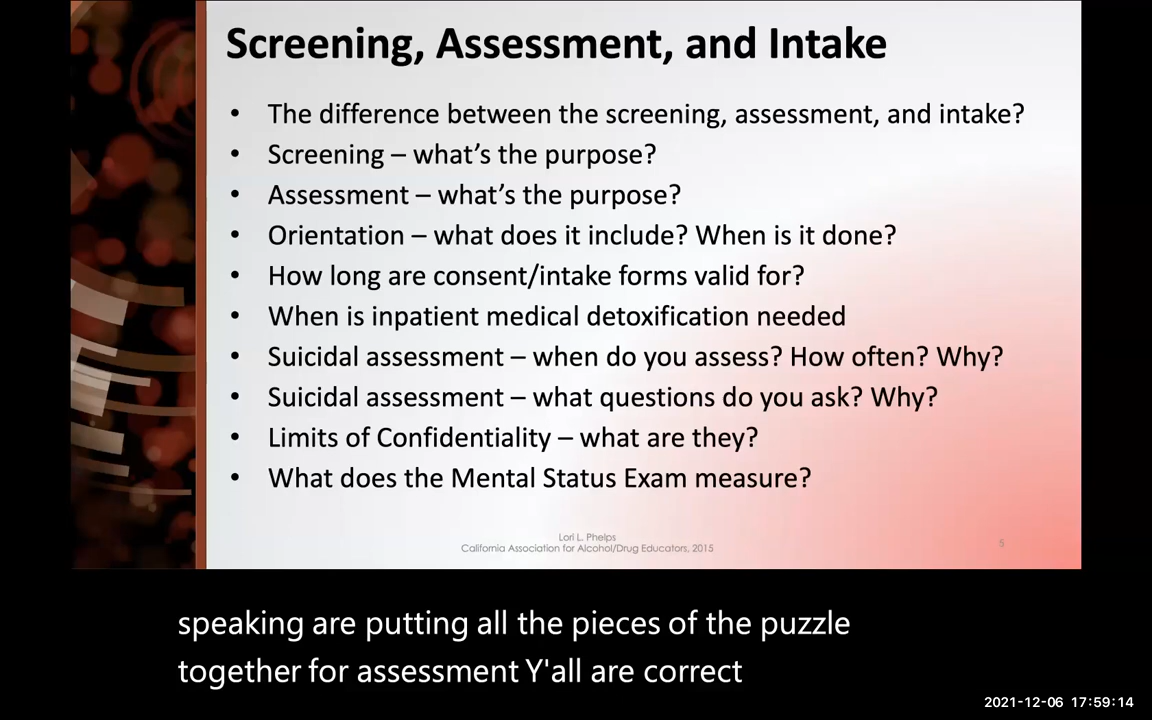 Screening, Assessment, and Intake
• The difference between the screening, assessment, and intake?
• Screening – what's the purpose?
• Assessment – what's the purpose?
• Orientation – what does it include? When is it done?
• How long are consent/intake forms valid for?
• When is inpatient medical detoxification needed
• Suicidal assessment – when do you assess? How often? Why?
• Suicidal assessment – what questions do you ask? Why?
• Limits of Confidentiality – what are they?
• What does the Mental Status Exam measure?
Lori L. Phelps
California Association for Alcohol/Drug Educators, 2015
5
speaking are putting all the pieces of the puzzle
together for assessment Y'all are correct
2021-12-06 17:59:14